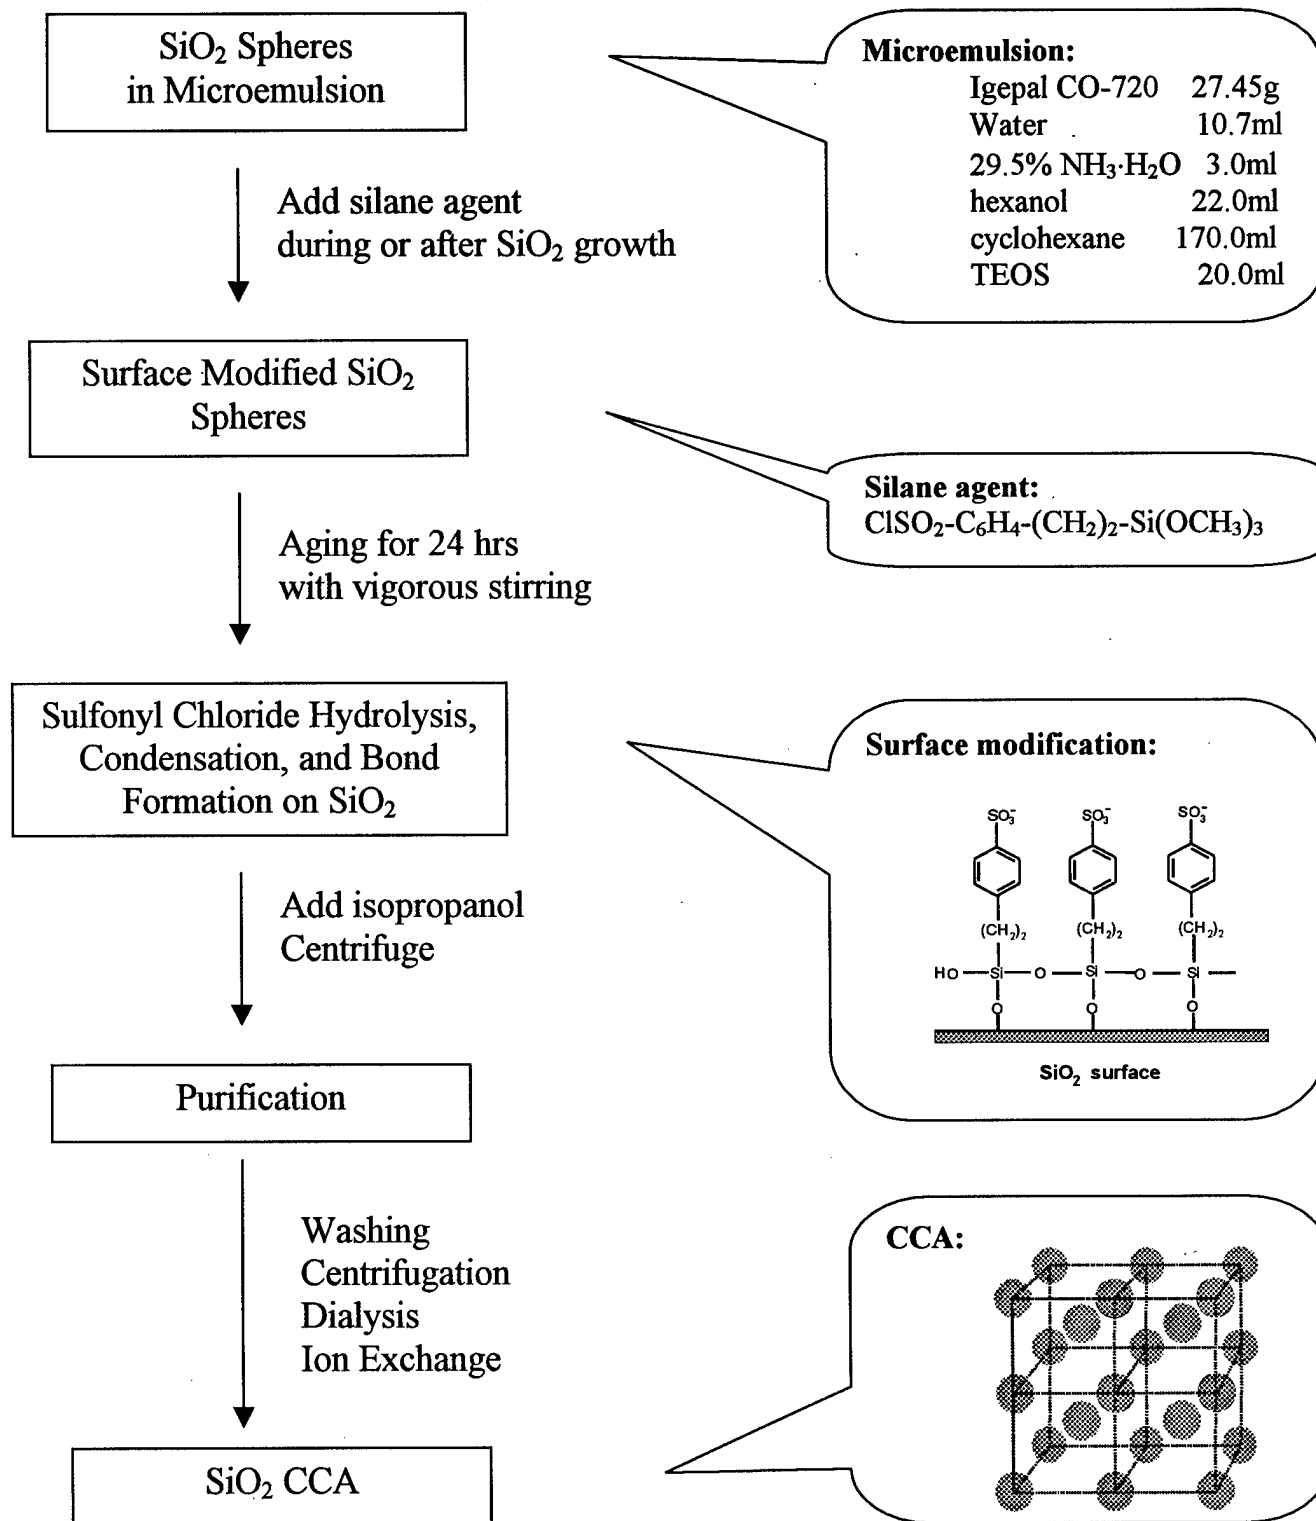 SiO₂ Spheres
in Microemulsion
Microemulsion:
Igepal CO-720 27.45g
Water 10.7ml
29.5% NH₃·H₂O 3.0ml
hexanol 22.0ml
cyclohexane 170.0ml
TEOS 20.0ml
Add silane agent
during or after SiO₂ growth
Surface Modified SiO₂
Spheres
Silane agent:
ClSO₂-C₆H₄-(CH₂)₂-Si(OCH₃)₃
Aging for 24 hrs
with vigorous stirring
Sulfonyl Chloride Hydrolysis,
Condensation, and Bond
Formation on SiO₂
Surface modification:
SO₃⁻ SO₃⁻ SO₃⁻
(CH₂)₂ (CH₂)₂ (CH₂)₂
HO Si O Si O Si
O O O
SiO₂ surface
Add isopropanol
Centrifuge
Purification
Washing
Centrifugation
Dialysis
Ion Exchange
CCA:
SiO₂ CCA